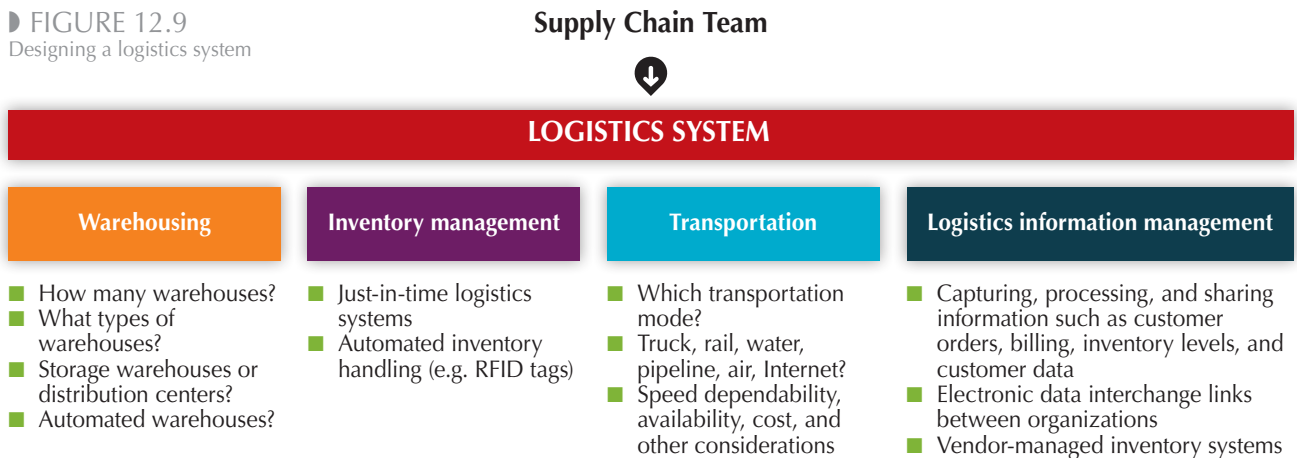 FIGURE 12.9
Designing a logistics system
Supply Chain Team
LOGISTICS SYSTEM
Warehousing
How many warehouses?
What types of
warehouses?
Storage warehouses or
distribution centers?
Automated warehouses?
Inventory management
Just-in-time logistics
systems
Automated inventory
handling (e.g. RFID tags)
Transportation
Which transportation
mode?
Truck, rail, water,
pipeline, air, Internet?
Speed dependability,
availability, cost, and
other considerations
Logistics information management
Capturing, processing, and sharing
information such as customer
orders, billing, inventory levels, and
customer data
Electronic data interchange links
between organizations
Vendor-managed inventory systems